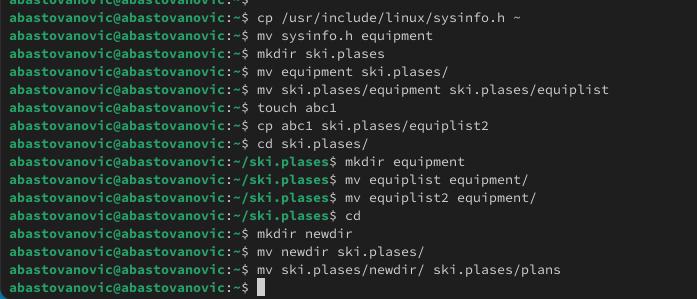 abastovanovic@abastovanovic:~$ cp /usr/include/linux/sysinfo.h ~
abastovanovic@abastovanovic:~$ mv sysinfo.h equipment
abastovanovic@abastovanovic:~$ mkdir ski.plases
abastovanovic@abastovanovic:~$ mv equipment ski.plases/
abastovanovic@abastovanovic:~$ mv ski.plases/equipment ski.plases/equiplist
abastovanovic@abastovanovic:~$ touch abc1
abastovanovic@abastovanovic:~$ cp abc1 ski.plases/equiplist2
abastovanovic@abastovanovic:~$ cd ski.plases/
abastovanovic@abastovanovic:~/ski.plases$ mkdir equipment
abastovanovic@abastovanovic:~/ski.plases$ mv equiplist equipment/
abastovanovic@abastovanovic:~/ski.plases$ mv equiplist2 equipment/
abastovanovic@abastovanovic:~/ski.plases$ cd
abastovanovic@abastovanovic:~$ mkdir newdir
abastovanovic@abastovanovic:~$ mv newdir ski.plases/
abastovanovic@abastovanovic:~$ mv ski.plases/newdir/ ski.plases/plans
abastovanovic@abastovanovic:~$